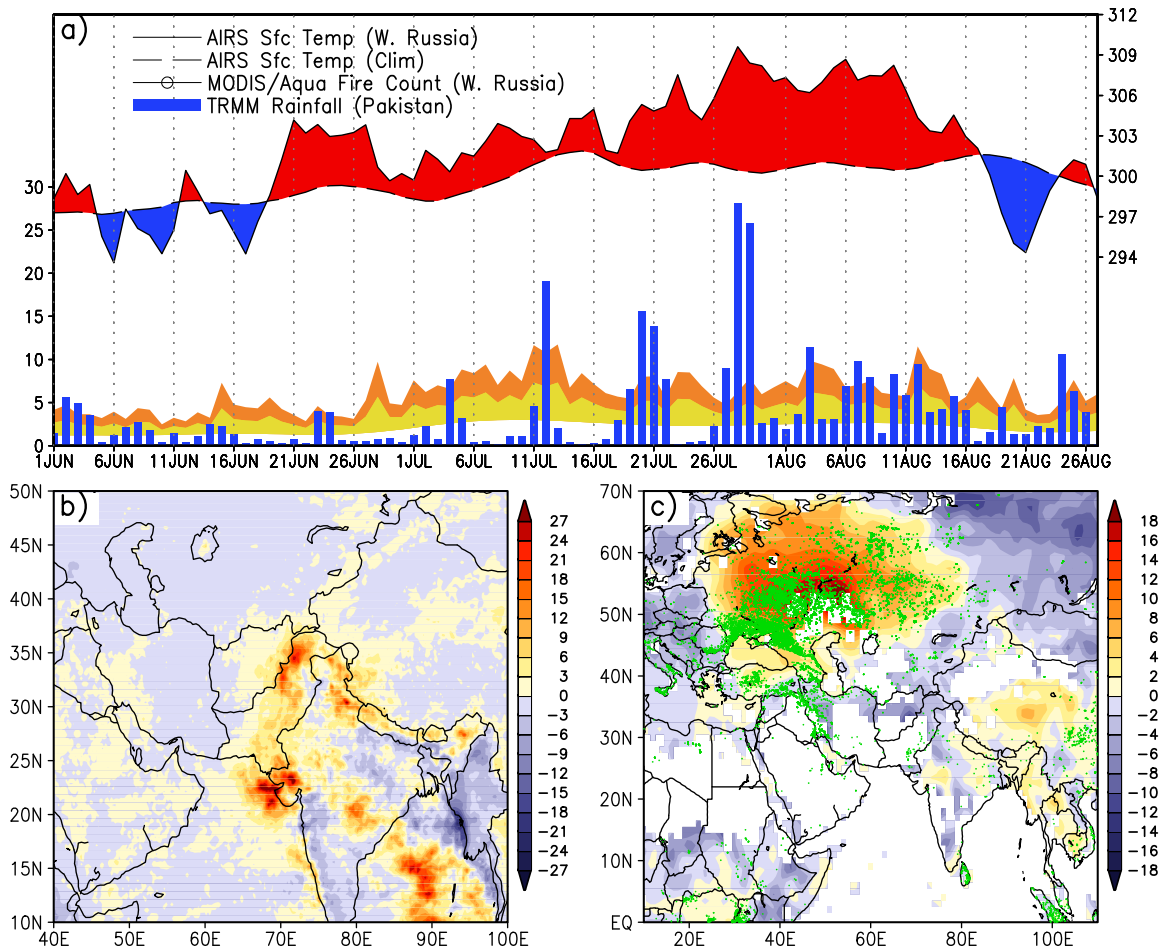 a)
AIRS Sfc Temp (W. Russia)
AIRS Sfc Temp (Clim)
MODIS/Aqua Fire Count (W. Russia)
TRMM Rainfall (Pakistan)
312
309
306
303
300
297
294
30
25
20
15
10
5
0
1JUN 6JUN 11JUN 16JUN 21JUN 26JUN 1JUL 6JUL 11JUL 16JUL 21JUL 26JUL 1AUG 6AUG 11AUG 16AUG 21AUG 26AUG
b)
50N
45N
40N
35N
30N
25N
20N
15N
10N
40E 50E 60E 70E 80E 90E 100E
27
24
21
18
15
12
9
6
3
0
-3
-6
-9
-12
-15
-18
-21
-24
-27
c)
70N
60N
50N
40N
30N
20N
10N
EQ
20E 40E 60E 80E 100E
18
16
14
12
10
8
6
4
2
0
-2
-4
-6
-8
-10
-12
-14
-16
-18